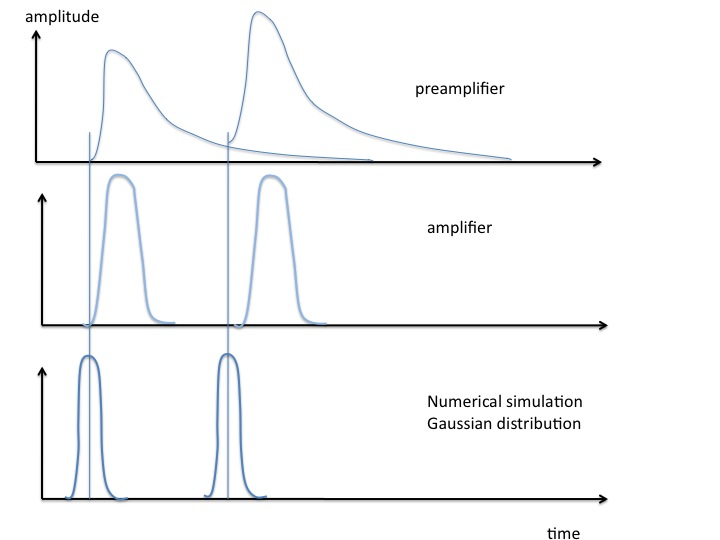 amplitude
preamplifier
amplifier
Numerical simulation
Gaussian distribution
time